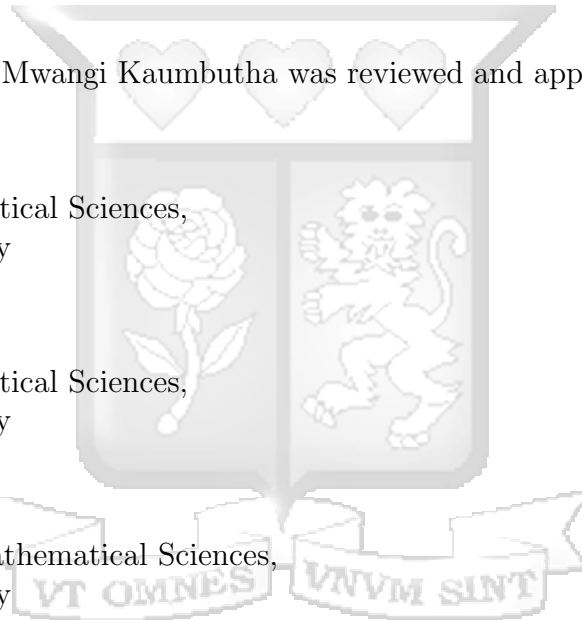 Mwangi Kaumbutha was reviewed and app
tical Sciences,
y
tical Sciences,
y
athematical Sciences,
y
VT OMNES VNVM SINT